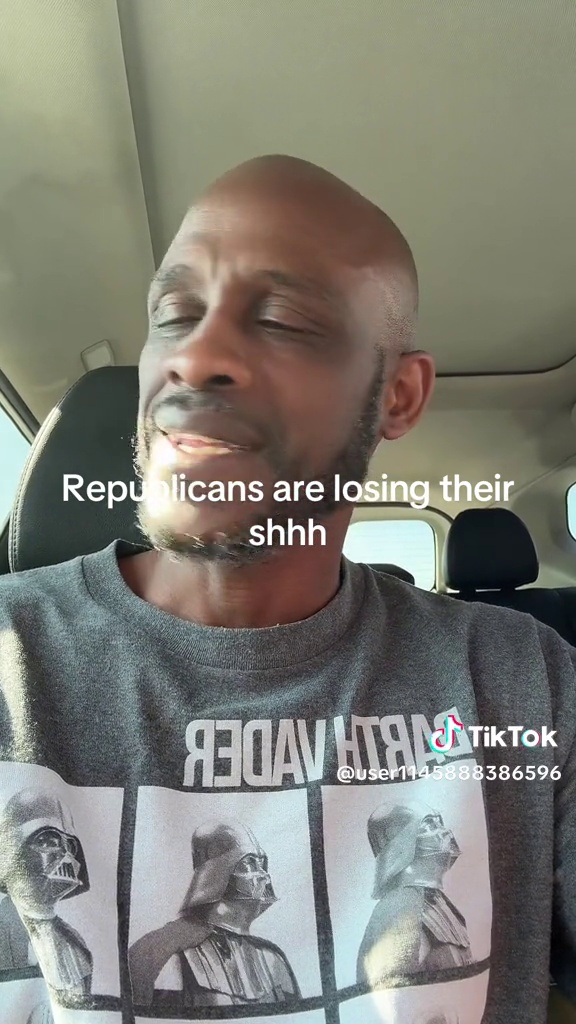 Republicans are losing their
shhh
DARTH VADER
TikTok
@user1145888386596